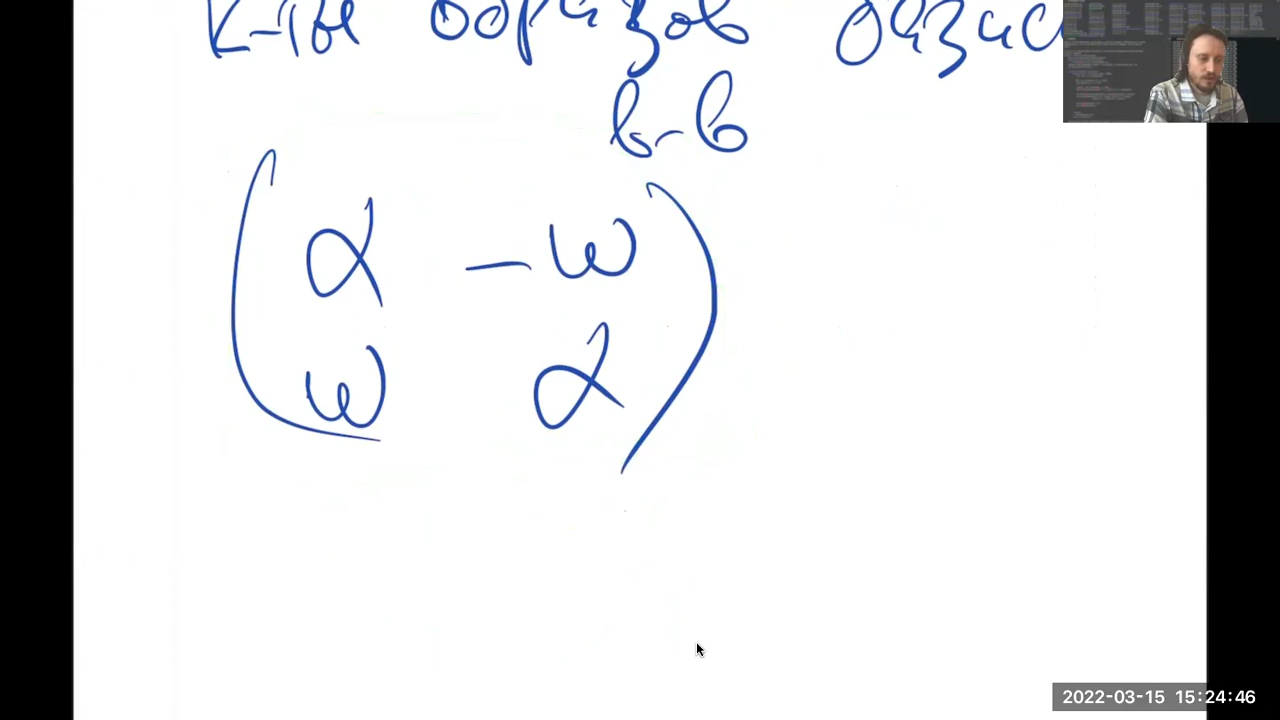 к-ты образов базис
в-в
α -ω
ω α
2022-03-15 15:24:46